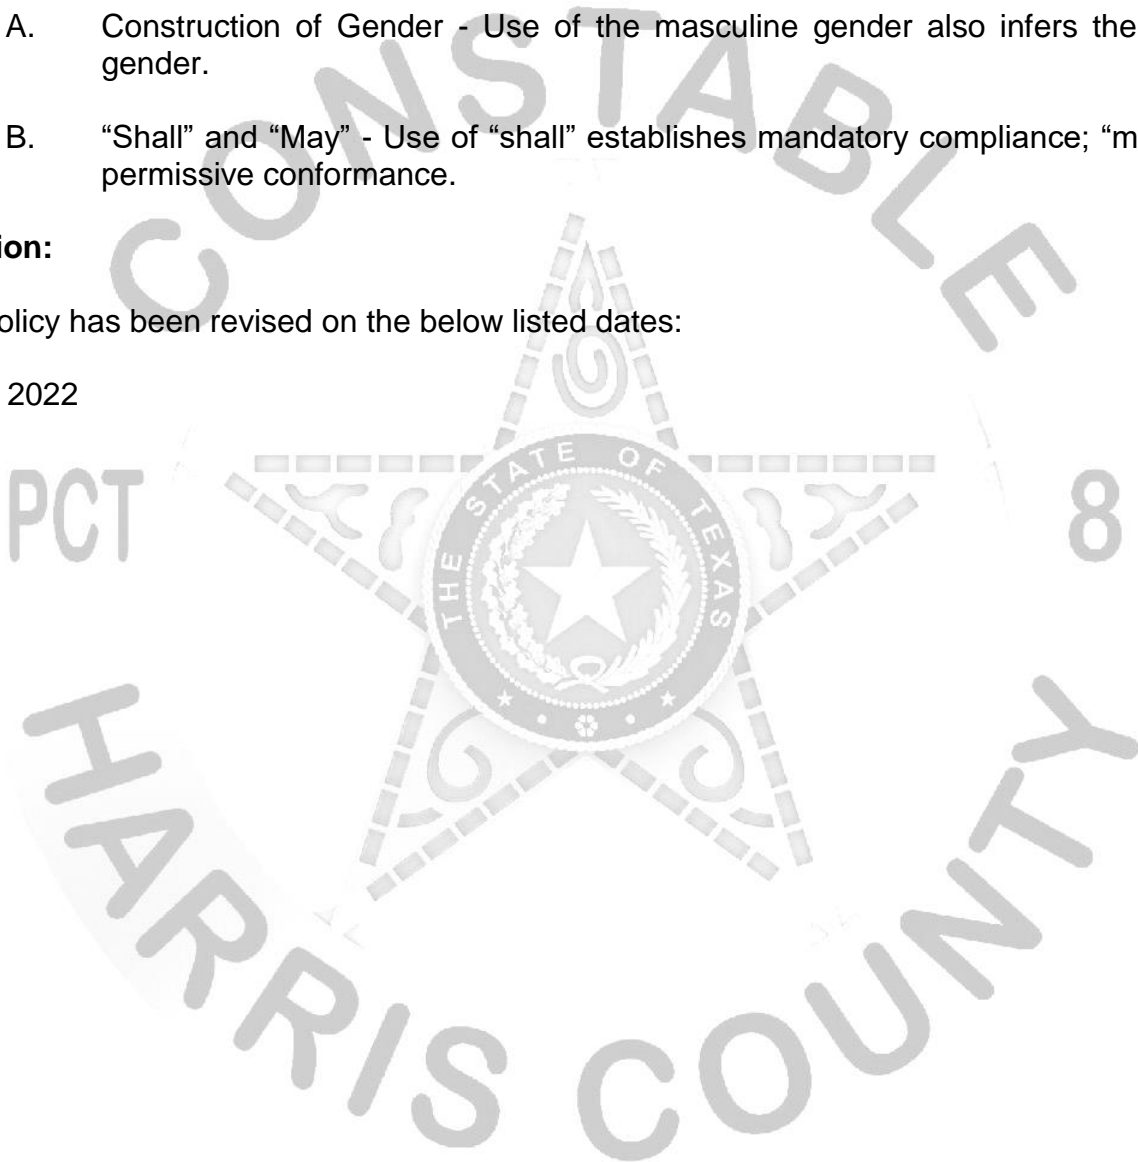 A. Construction of Gender - Use of the masculine gender also infers the
gender.
B. “Shall” and “May” - Use of “shall” establishes mandatory compliance; “m
permissive conformance.
ion:
olicy has been revised on the below listed dates:
2022
CONSTABLE
PCT
8
THE STATE OF TEXAS
HARRIS COUNTY